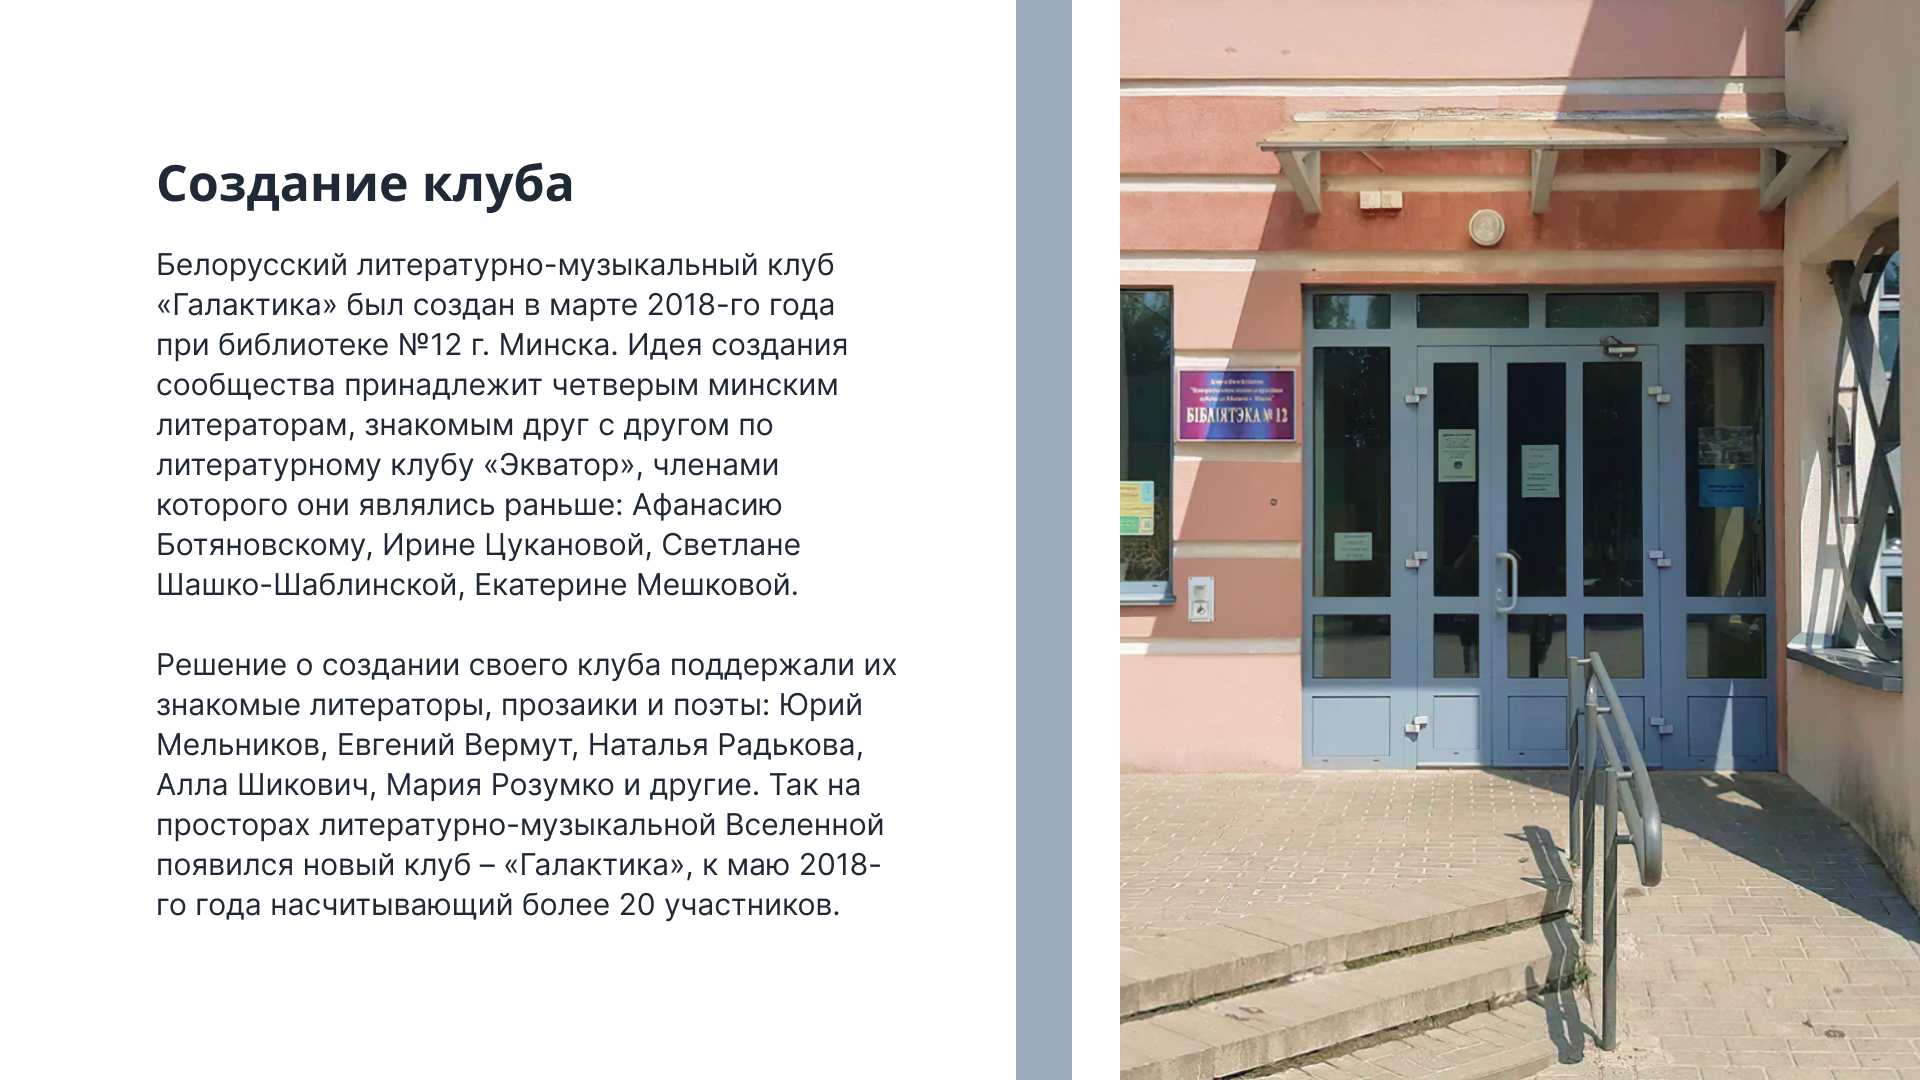 Создание клуба
Белорусский литературно-музыкальный клуб
«Галактика» был создан в марте 2018-го года
при библиотеке №12 г. Минска. Идея создания
сообщества принадлежит четверым минским
литераторам, знакомым друг с другом по
литературному клубу «Экватор», членами
которого они являлись раньше: Афанасию
Ботяновскому, Ирине Цукановой, Светлане
Шашко-Шаблинской, Екатерине Мешковой.
Решение о создании своего клуба поддержали их
знакомые литераторы, прозаики и поэты: Юрий
Мельников, Евгений Вермут, Наталья Радькова,
Алла Шикович, Мария Розумко и другие. Так на
просторах литературно-музыкальной Вселенной
появился новый клуб – «Галактика», к маю 2018-
го года насчитывающий более 20 участников.
БІБЛІЯТЭКА № 12